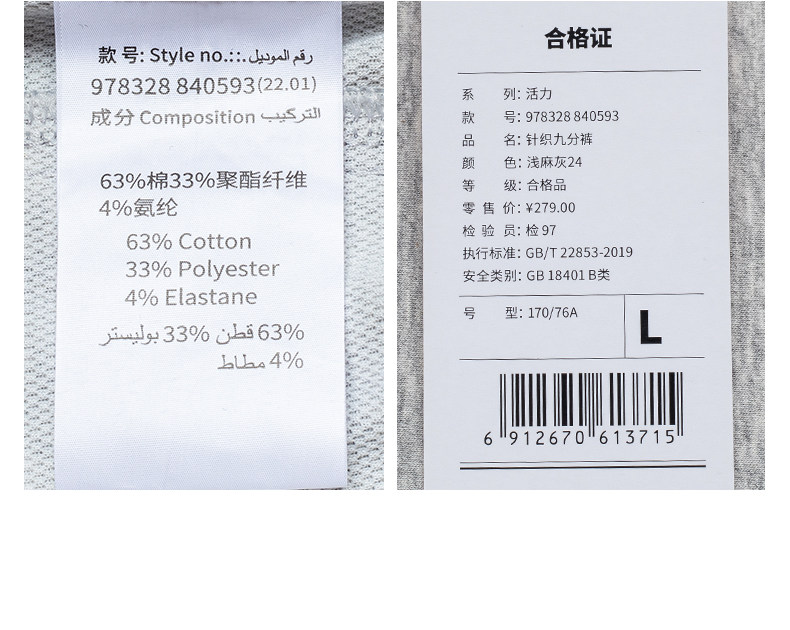 款 号: Style no.::. رقم الموديل
978328 840593(22.01)
成分 Composition التركيب
63%棉33%聚酯纤维
4%氨纶
63% Cotton
33% Polyester
4% Elastane
63% قطن 33% بوليستر
4% مطاط
合格证
系 列: 活力
款 号: 978328 840593
品 名: 针织九分裤
颜 色: 浅麻灰24
等 级: 合格品
零 售 价: ¥279.00
检 验 员: 检 97
执行标准: GB/T 22853-2019
安全类别: GB 18401 B类
号 型: 170/76A
L
6 912670 613715